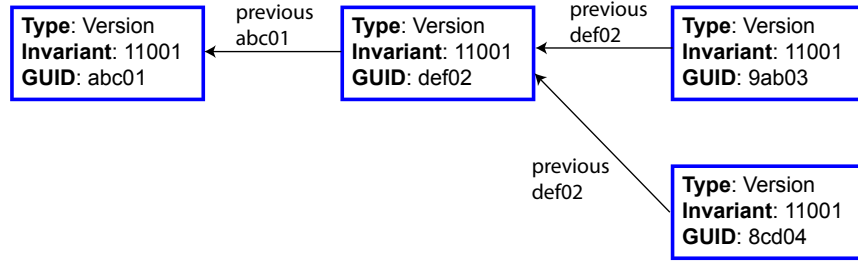 Type: Version
Invariant: 11001
GUID: abc01
previous
abc01
Type: Version
Invariant: 11001
GUID: def02
previous
def02
Type: Version
Invariant: 11001
GUID: 9ab03
previous
def02
Type: Version
Invariant: 11001
GUID: 8cd04